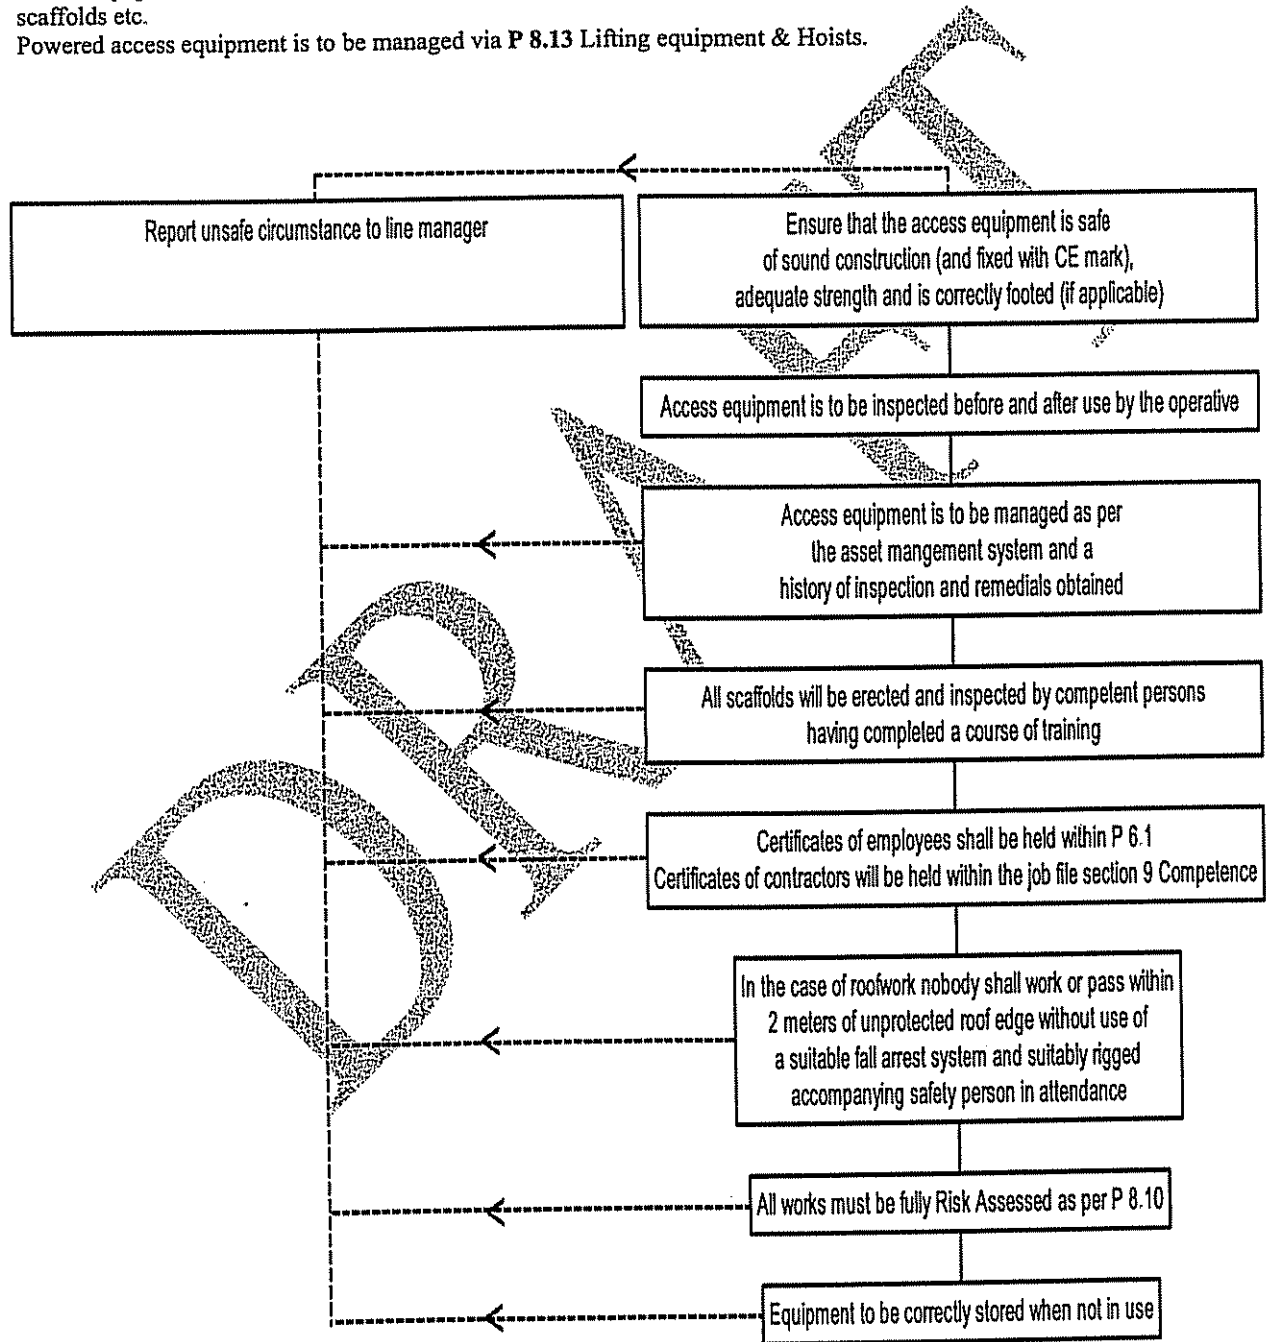 scaffolds etc.
Powered access equipment is to be managed via P 8.13 Lifting equipment & Hoists.
Report unsafe circumstance to line manager
Ensure that the access equipment is safe
of sound construction (and fixed with CE mark),
adequate strength and is correctly footed (if applicable)
Access equipment is to be inspected before and after use by the operative
Access equipment is to be managed as per
the asset mangement system and a
history of inspection and remedials obtained
All scaffolds will be erected and inspected by competent persons
having completed a course of training
Certificates of employees shall be held within P 6.1
Certificates of contractors will be held within the job file section 9 Competence
In the case of roofwork nobody shall work or pass within
2 meters of unprotected roof edge without use of
a suitable fall arrest system and suitably rigged
accompanying safety person in attendance
All works must be fully Risk Assessed as per P 8.10
Equipment to be correctly stored when not in use
DRAFT